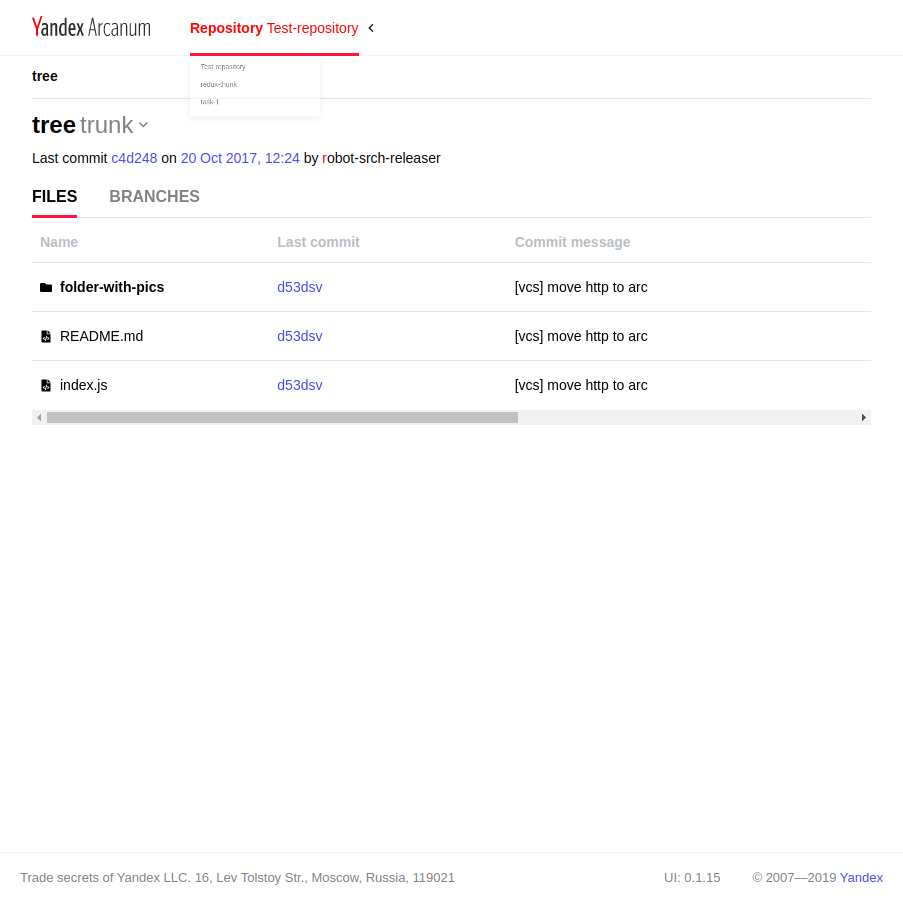 Yandex Arcanum
Repository Test-repository
Test-repository
redux-thunk
task-1
tree
tree trunk
Last commit c4d248 on 20 Oct 2017, 12:24 by robot-srch-releaser
FILES BRANCHES
Name Last commit Commit message
folder-with-pics d53dsv [vcs] move http to arc
README.md d53dsv [vcs] move http to arc
index.js d53dsv [vcs] move http to arc
Trade secrets of Yandex LLC. 16, Lev Tolstoy Str., Moscow, Russia, 119021 UI: 0.1.15 © 2007—2019 Yandex